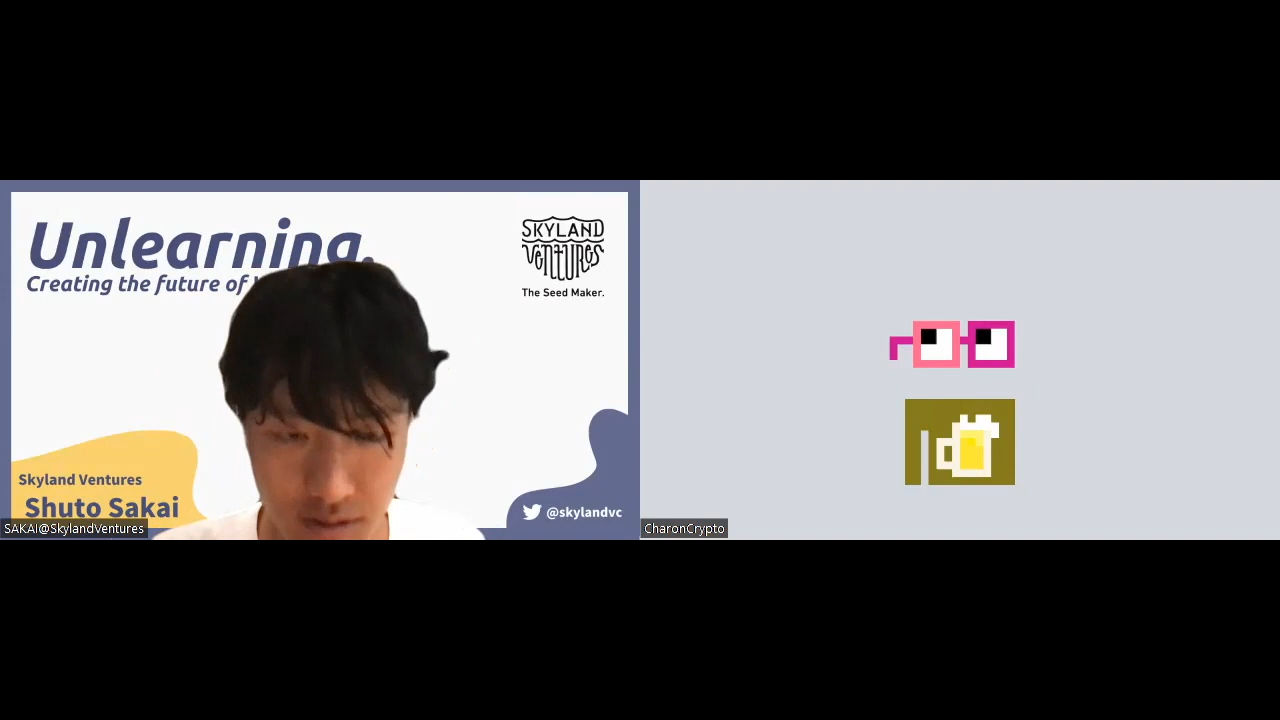 Unlearning.
Creating the future of
SKYLAND
VENTURES
The Seed Maker.
Skyland Ventures
Shuto Sakai
@skylandvc
SAKAI@SkylandVentures
CharonCrypto